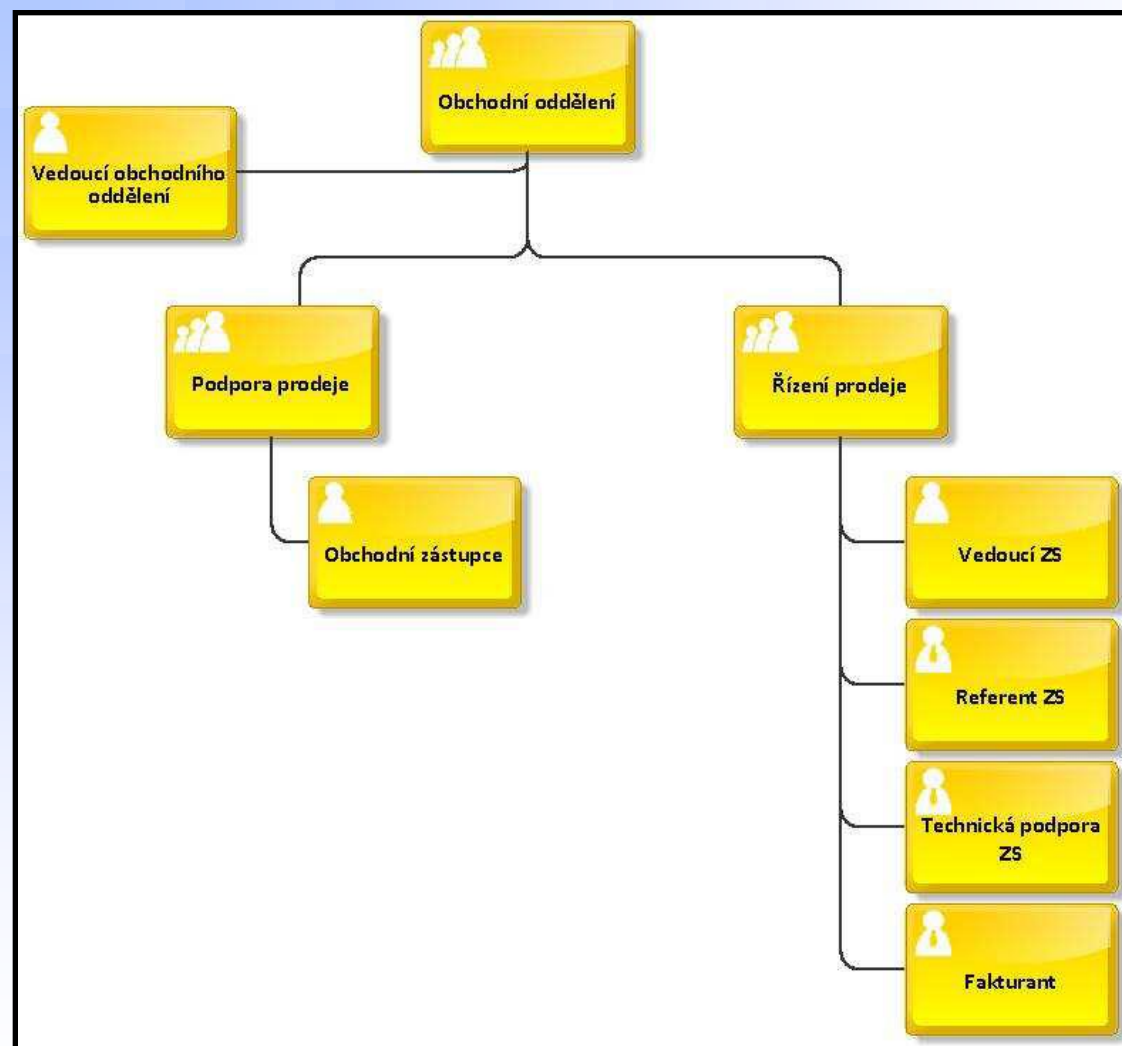 Obchodní oddělení
Vedoucí obchodního
oddělení
Podpora prodeje
Řízení prodeje
Obchodní zástupce
Vedoucí ZS
Referent ZS
Technická podpora
ZS
Fakturant